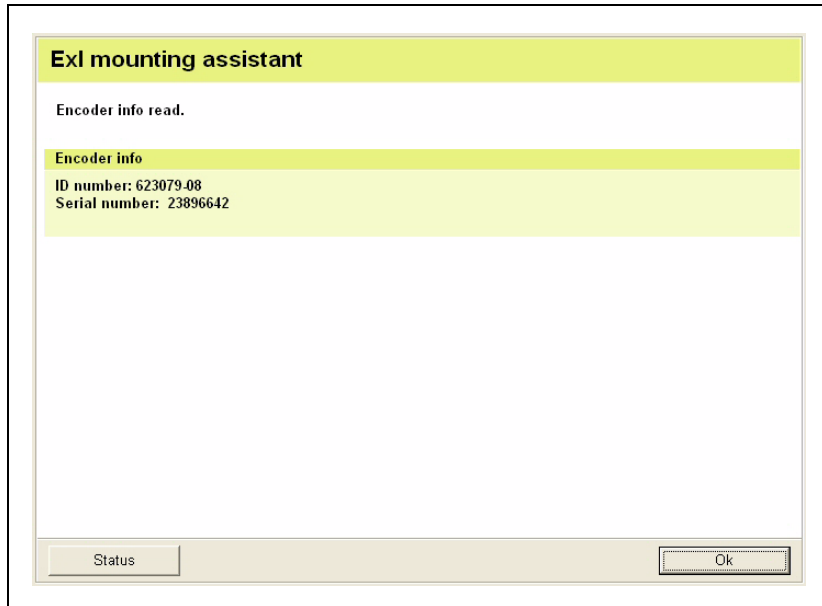 ExI mounting assistant
Encoder info read.
Encoder info
ID number: 623079-08
Serial number: 23896642
Status
Ok